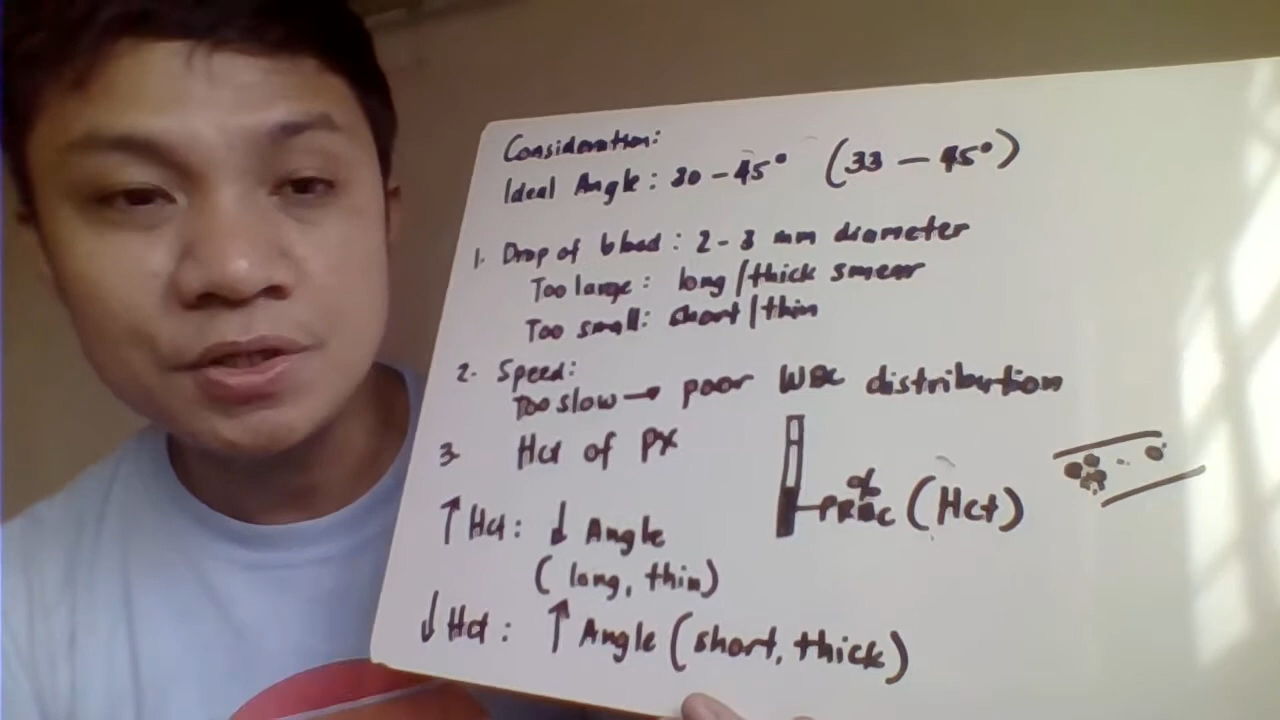 Consideration:
Ideal Angle: 30 - 45° (33 - 45°)
1. Drop of blood: 2-3 mm diameter
Too large: long/thick smear
Too small: short/thin
2. Speed:
Too slow → poor WBC distribution
3. Hct of PX
↑ Hct: ↓ Angle
(long, thin)
% PRBC (Hct)
↓ Hct: ↑ Angle (short, thick)